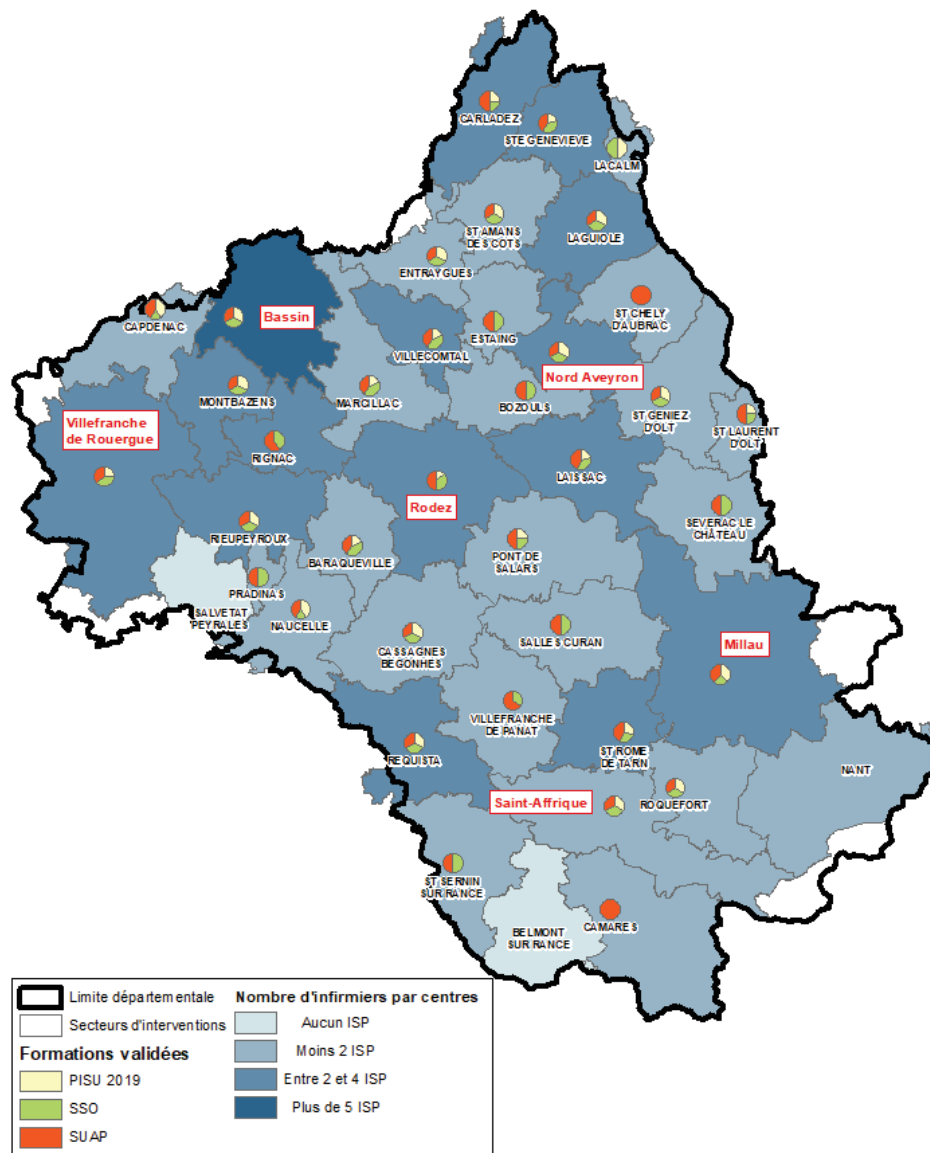 CARLADEZ
STE GENEVIEVE
LACALM
ST AMANS
DES COTS
LAGUIOLE
ENTRAYGUES
ST CHELY
D'AUBRAC
CAPDENAC
Bassin
ESTAING
VILLECOMTAL
Nord Aveyron
MONTBAZENS
MARCILLAC
BOZOULS
ST GENIEZ
D'OLT
ST LAURENT
D'OLT
Villefranche
de Rouergue
RIGNAC
LAISSAC
Rodez
SEVERAC LE
CHÂTEAU
RIEUPEYROUX
BARAQUEVILLE
PONT DE
SALARS
PRADINAS
SALVETAT
PEYRALES
NAUCELLE
CASSAGNES
BEGONHES
SALLES CURAN
Millau
VILLEFRANCHE
DE PANAT
REQUISTA
ST ROME
DE TARN
NANT
Saint-Affrique
ROQUEFORT
ST SERNIN
SUR RANCE
BELMONT
SUR RANCE
CAMARES
Limite départementale
Secteurs d'interventions
Formations validées
PISU 2019
SSO
SUAP
Nombre d'infirmiers par centres
Aucun ISP
Moins 2 ISP
Entre 2 et 4 ISP
Plus de 5 ISP